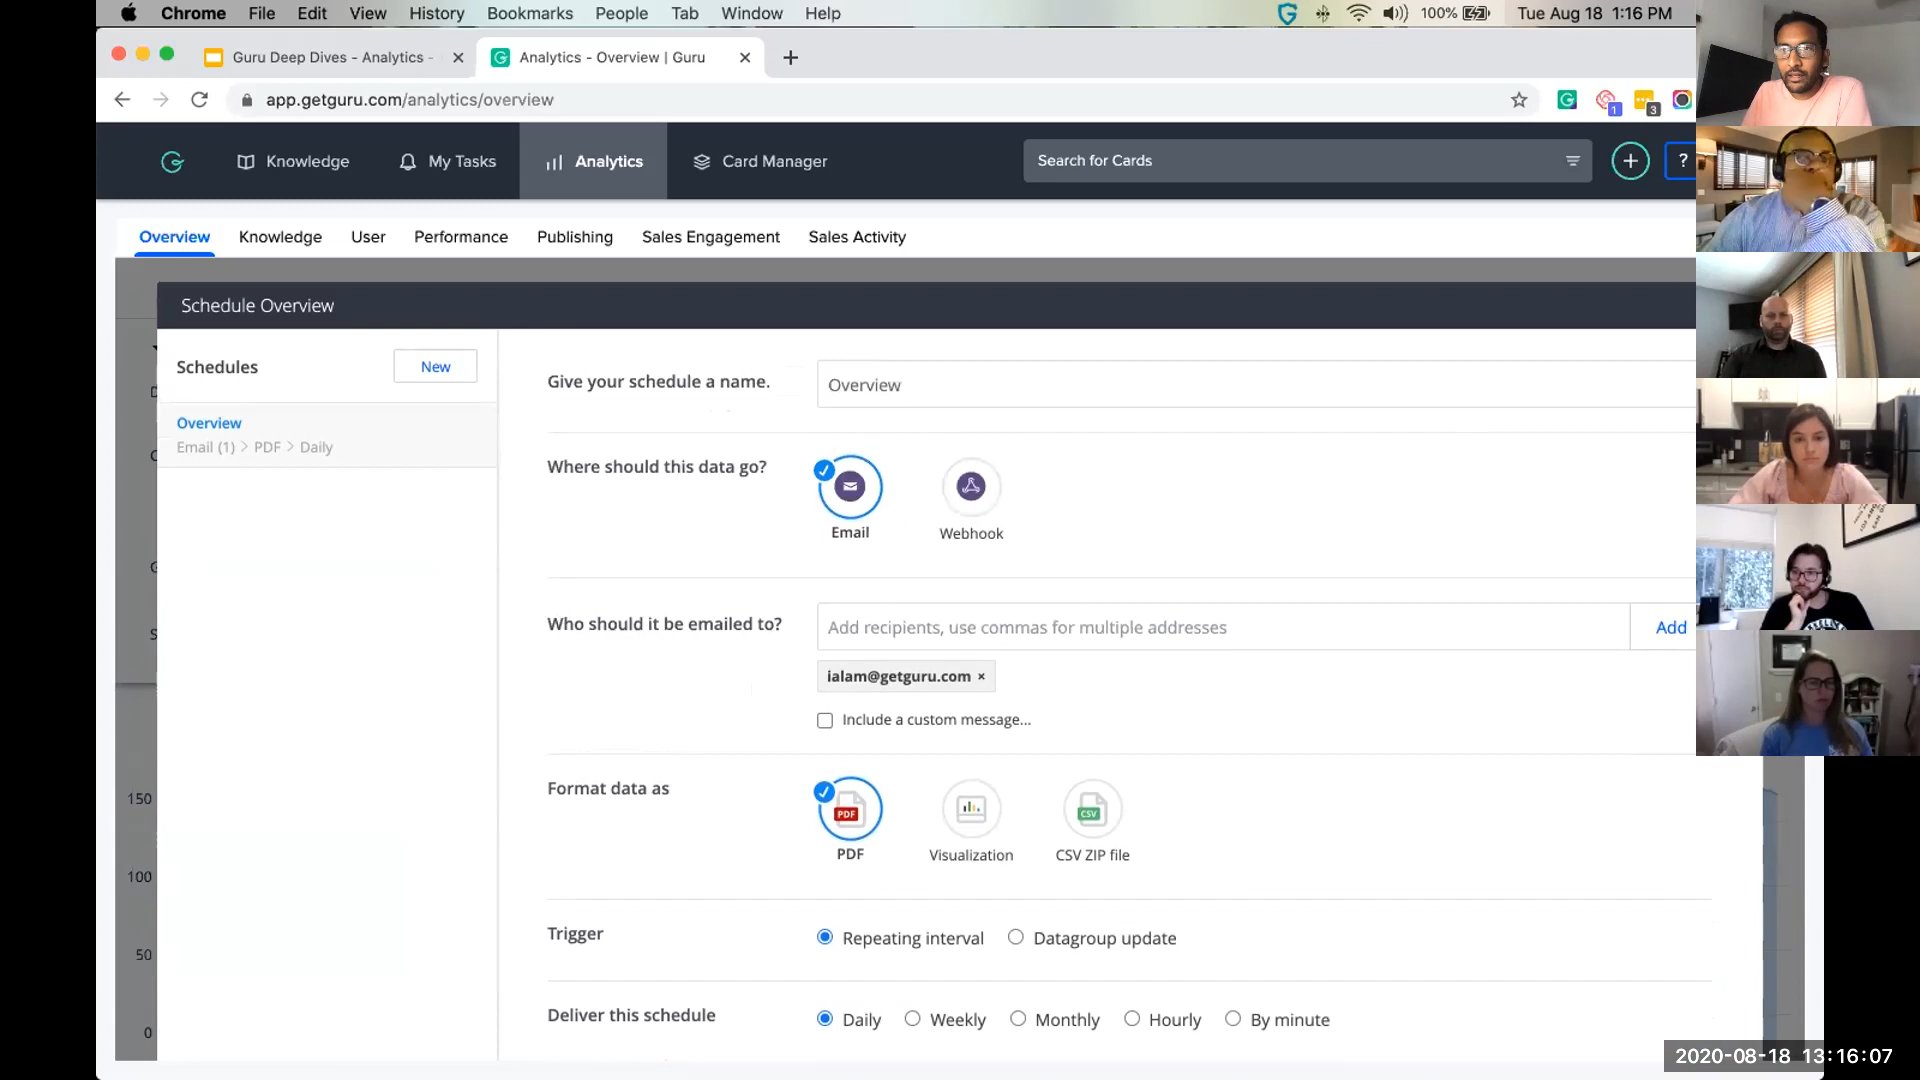 Chrome File Edit View History Bookmarks People Tab Window Help 100% Tue Aug 18 1:16 PM
Guru Deep Dives - Analytics - Analytics - Overview | Guru
app.getguru.com/analytics/overview 1 3
Knowledge My Tasks Analytics Card Manager Search for Cards ?
Overview Knowledge User Performance Publishing Sales Engagement Sales Activity
Schedule Overview
Schedules New
Overview
Email (1) > PDF > Daily
Give your schedule a name. Overview
Where should this data go?
Email Webhook
Who should it be emailed to? Add recipients, use commas for multiple addresses Add
ialam@getguru.com ×
Include a custom message...
Format data as
PDF CSV
PDF Visualization CSV ZIP file
Trigger Repeating interval Datagroup update
Deliver this schedule Daily Weekly Monthly Hourly By minute
150
100
50
0
2020-08-18 13:16:07